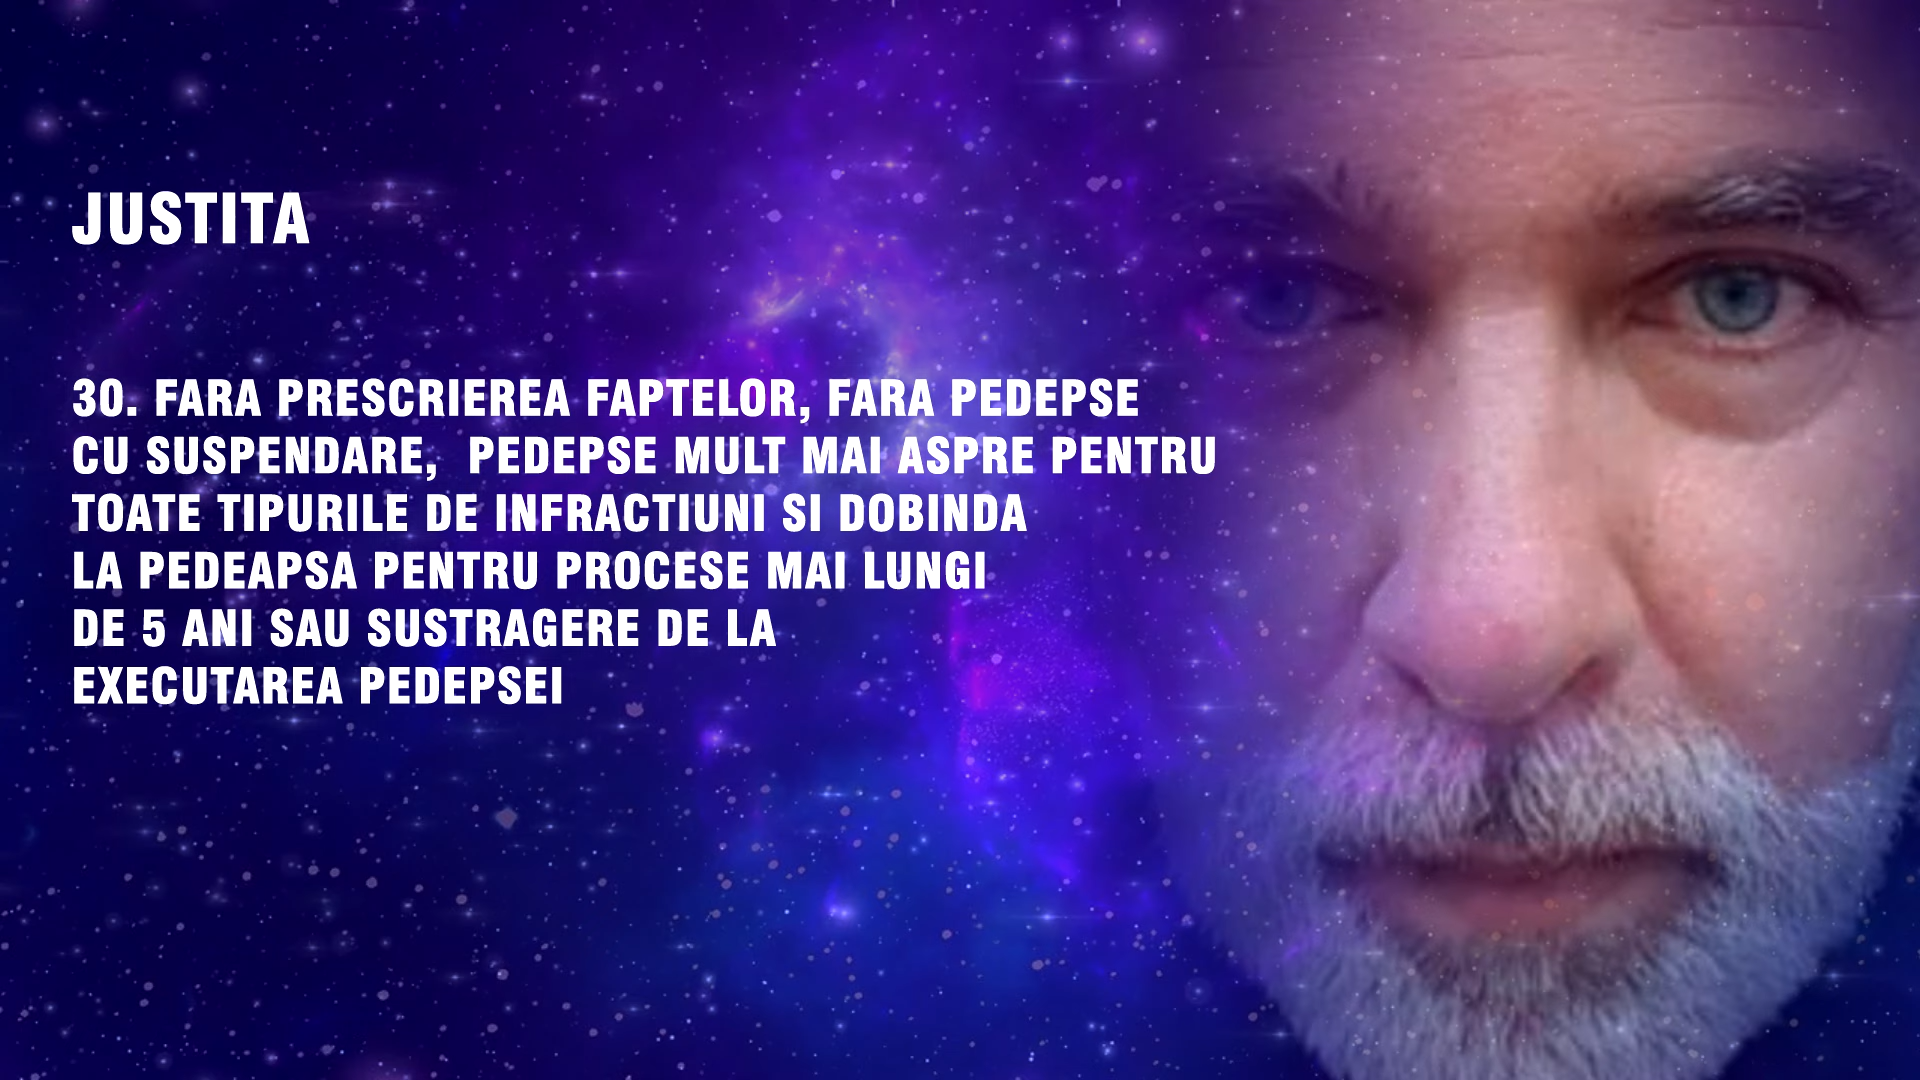 JUSTITA
30. FARA PRESCRIEREA FAPTELOR, FARA PEDEPSE
CU SUSPENDARE,  PEDEPSE MULT MAI ASPRE PENTRU
TOATE TIPURILE DE INFRACTIUNI SI DOBINDA
LA PEDEAPSA PENTRU PROCESE MAI LUNGI
DE 5 ANI SAU SUSTRAGERE DE LA
EXECUTAREA PEDEPSEI